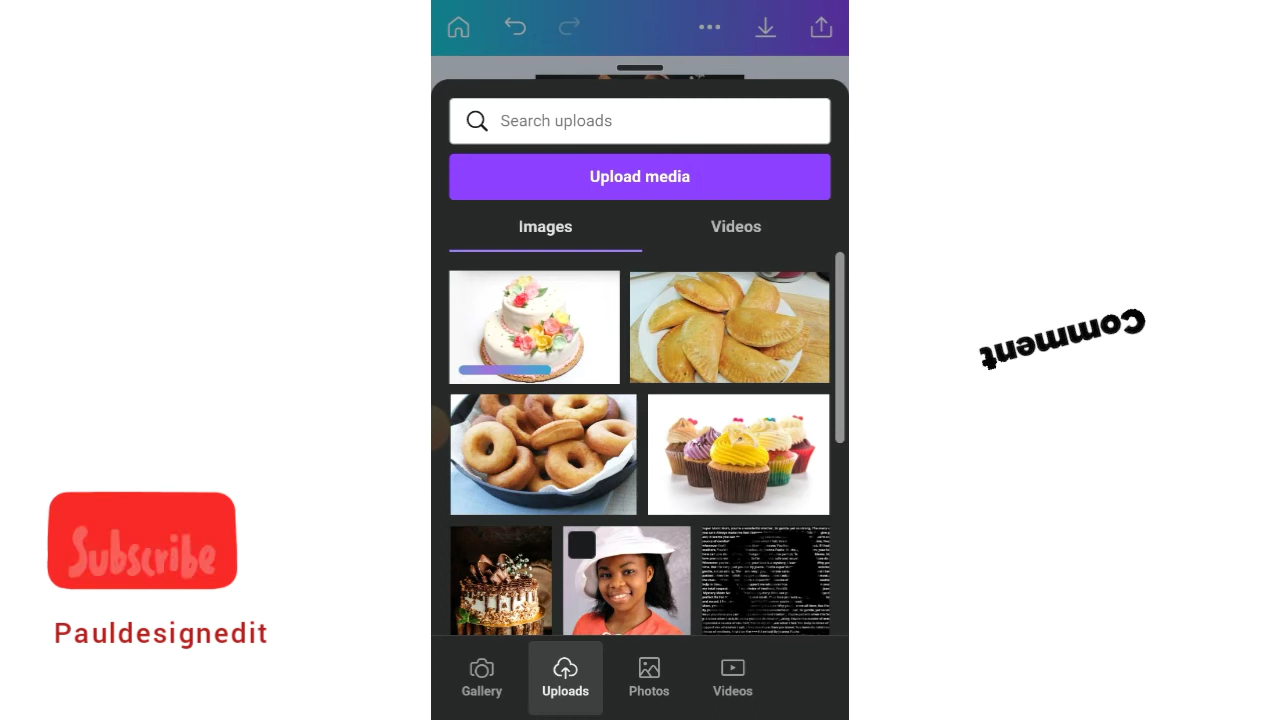 Search uploads
Upload media
Images
Videos
Comment
Subscribe
Pauldesignedit
Gallery
Uploads
Photos
Videos